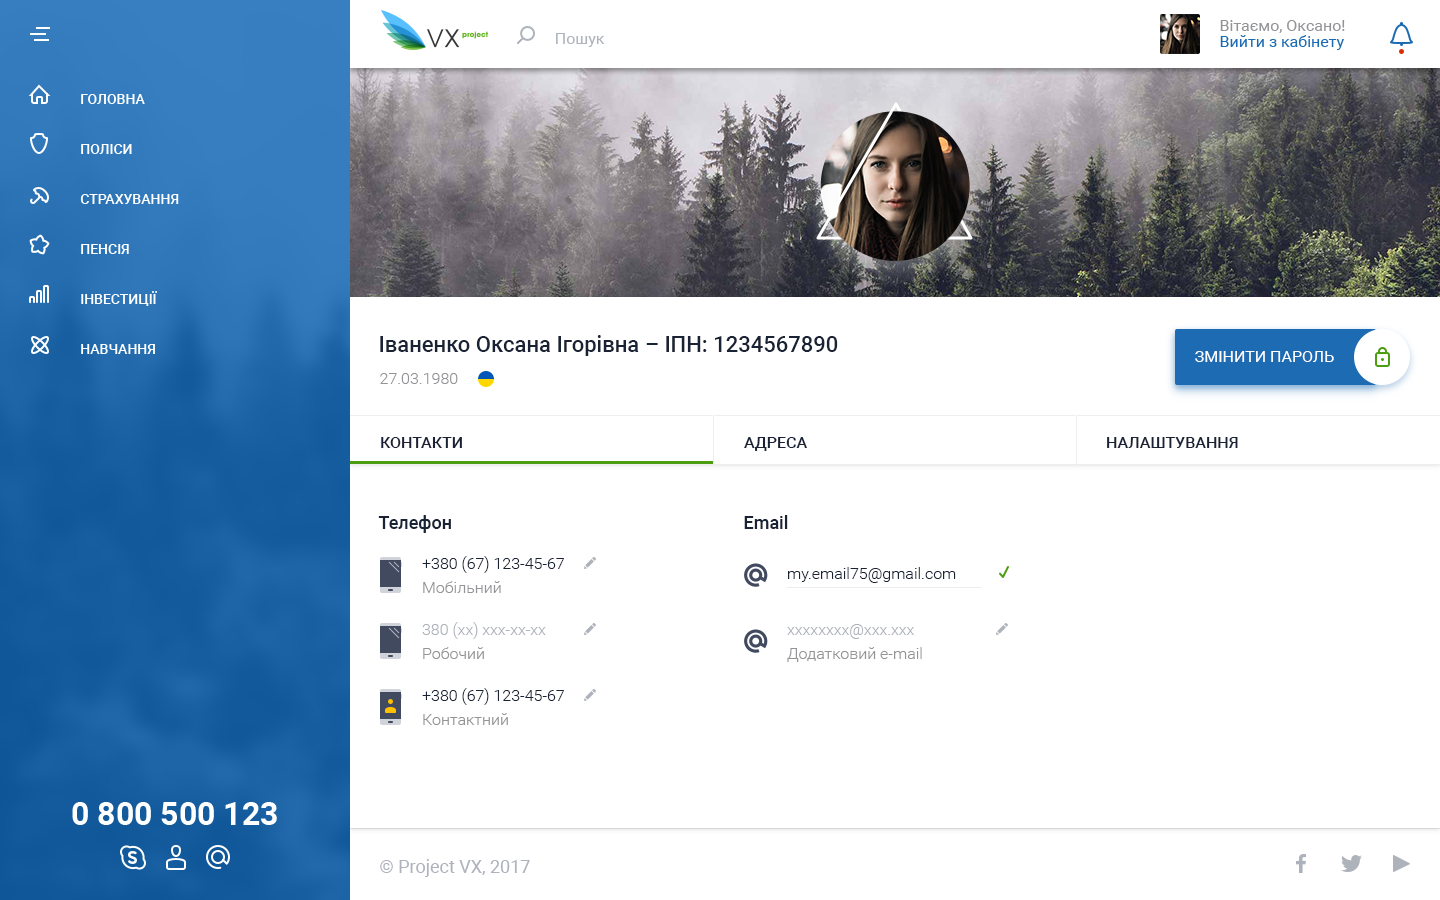 VX project
Пошук
Вітаємо, Оксано!
Вийти з кабінету
ГОЛОВНА
ПОЛІСИ
СТРАХУВАННЯ
ПЕНСІЯ
ІНВЕСТИЦІЇ
НАВЧАННЯ
0 800 500 123
Іваненко Оксана Ігорівна – ІПН: 1234567890
27.03.1980
ЗМІНИТИ ПАРОЛЬ
КОНТАКТИ
АДРЕСА
НАЛАШТУВАННЯ
Телефон
+380 (67) 123-45-67
Мобільний
380 (xx) xxx-xx-xx
Робочий
+380 (67) 123-45-67
Контактний
Email
my.email75@gmail.com
xxxxxxxx@xxx.xxx
Додатковий e-mail
© Project VX, 2017